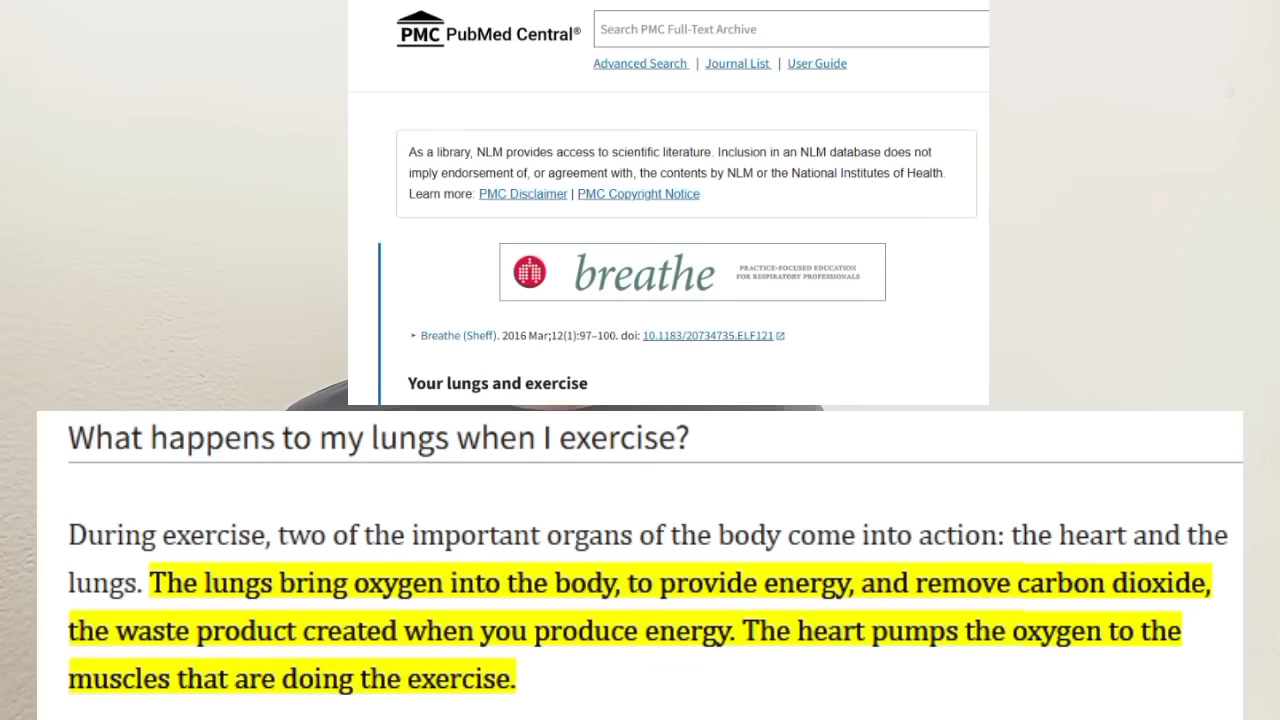 PMC PubMed Central®
Search PMC Full-Text Archive
Advanced Search | Journal List | User Guide
As a library, NLM provides access to scientific literature. Inclusion in an NLM database does not
imply endorsement of, or agreement with, the contents by NLM or the National Institutes of Health.
Learn more: PMC Disclaimer | PMC Copyright Notice
breathe
PRACTICE-FOCUSED EDUCATION
FOR RESPIRATORY PROFESSIONALS
Breathe (Sheff). 2016 Mar;12(1):97–100. doi: 10.1183/20734735.ELF121
Your lungs and exercise
What happens to my lungs when I exercise?
During exercise, two of the important organs of the body come into action: the heart and the
lungs. The lungs bring oxygen into the body, to provide energy, and remove carbon dioxide,
the waste product created when you produce energy. The heart pumps the oxygen to the
muscles that are doing the exercise.